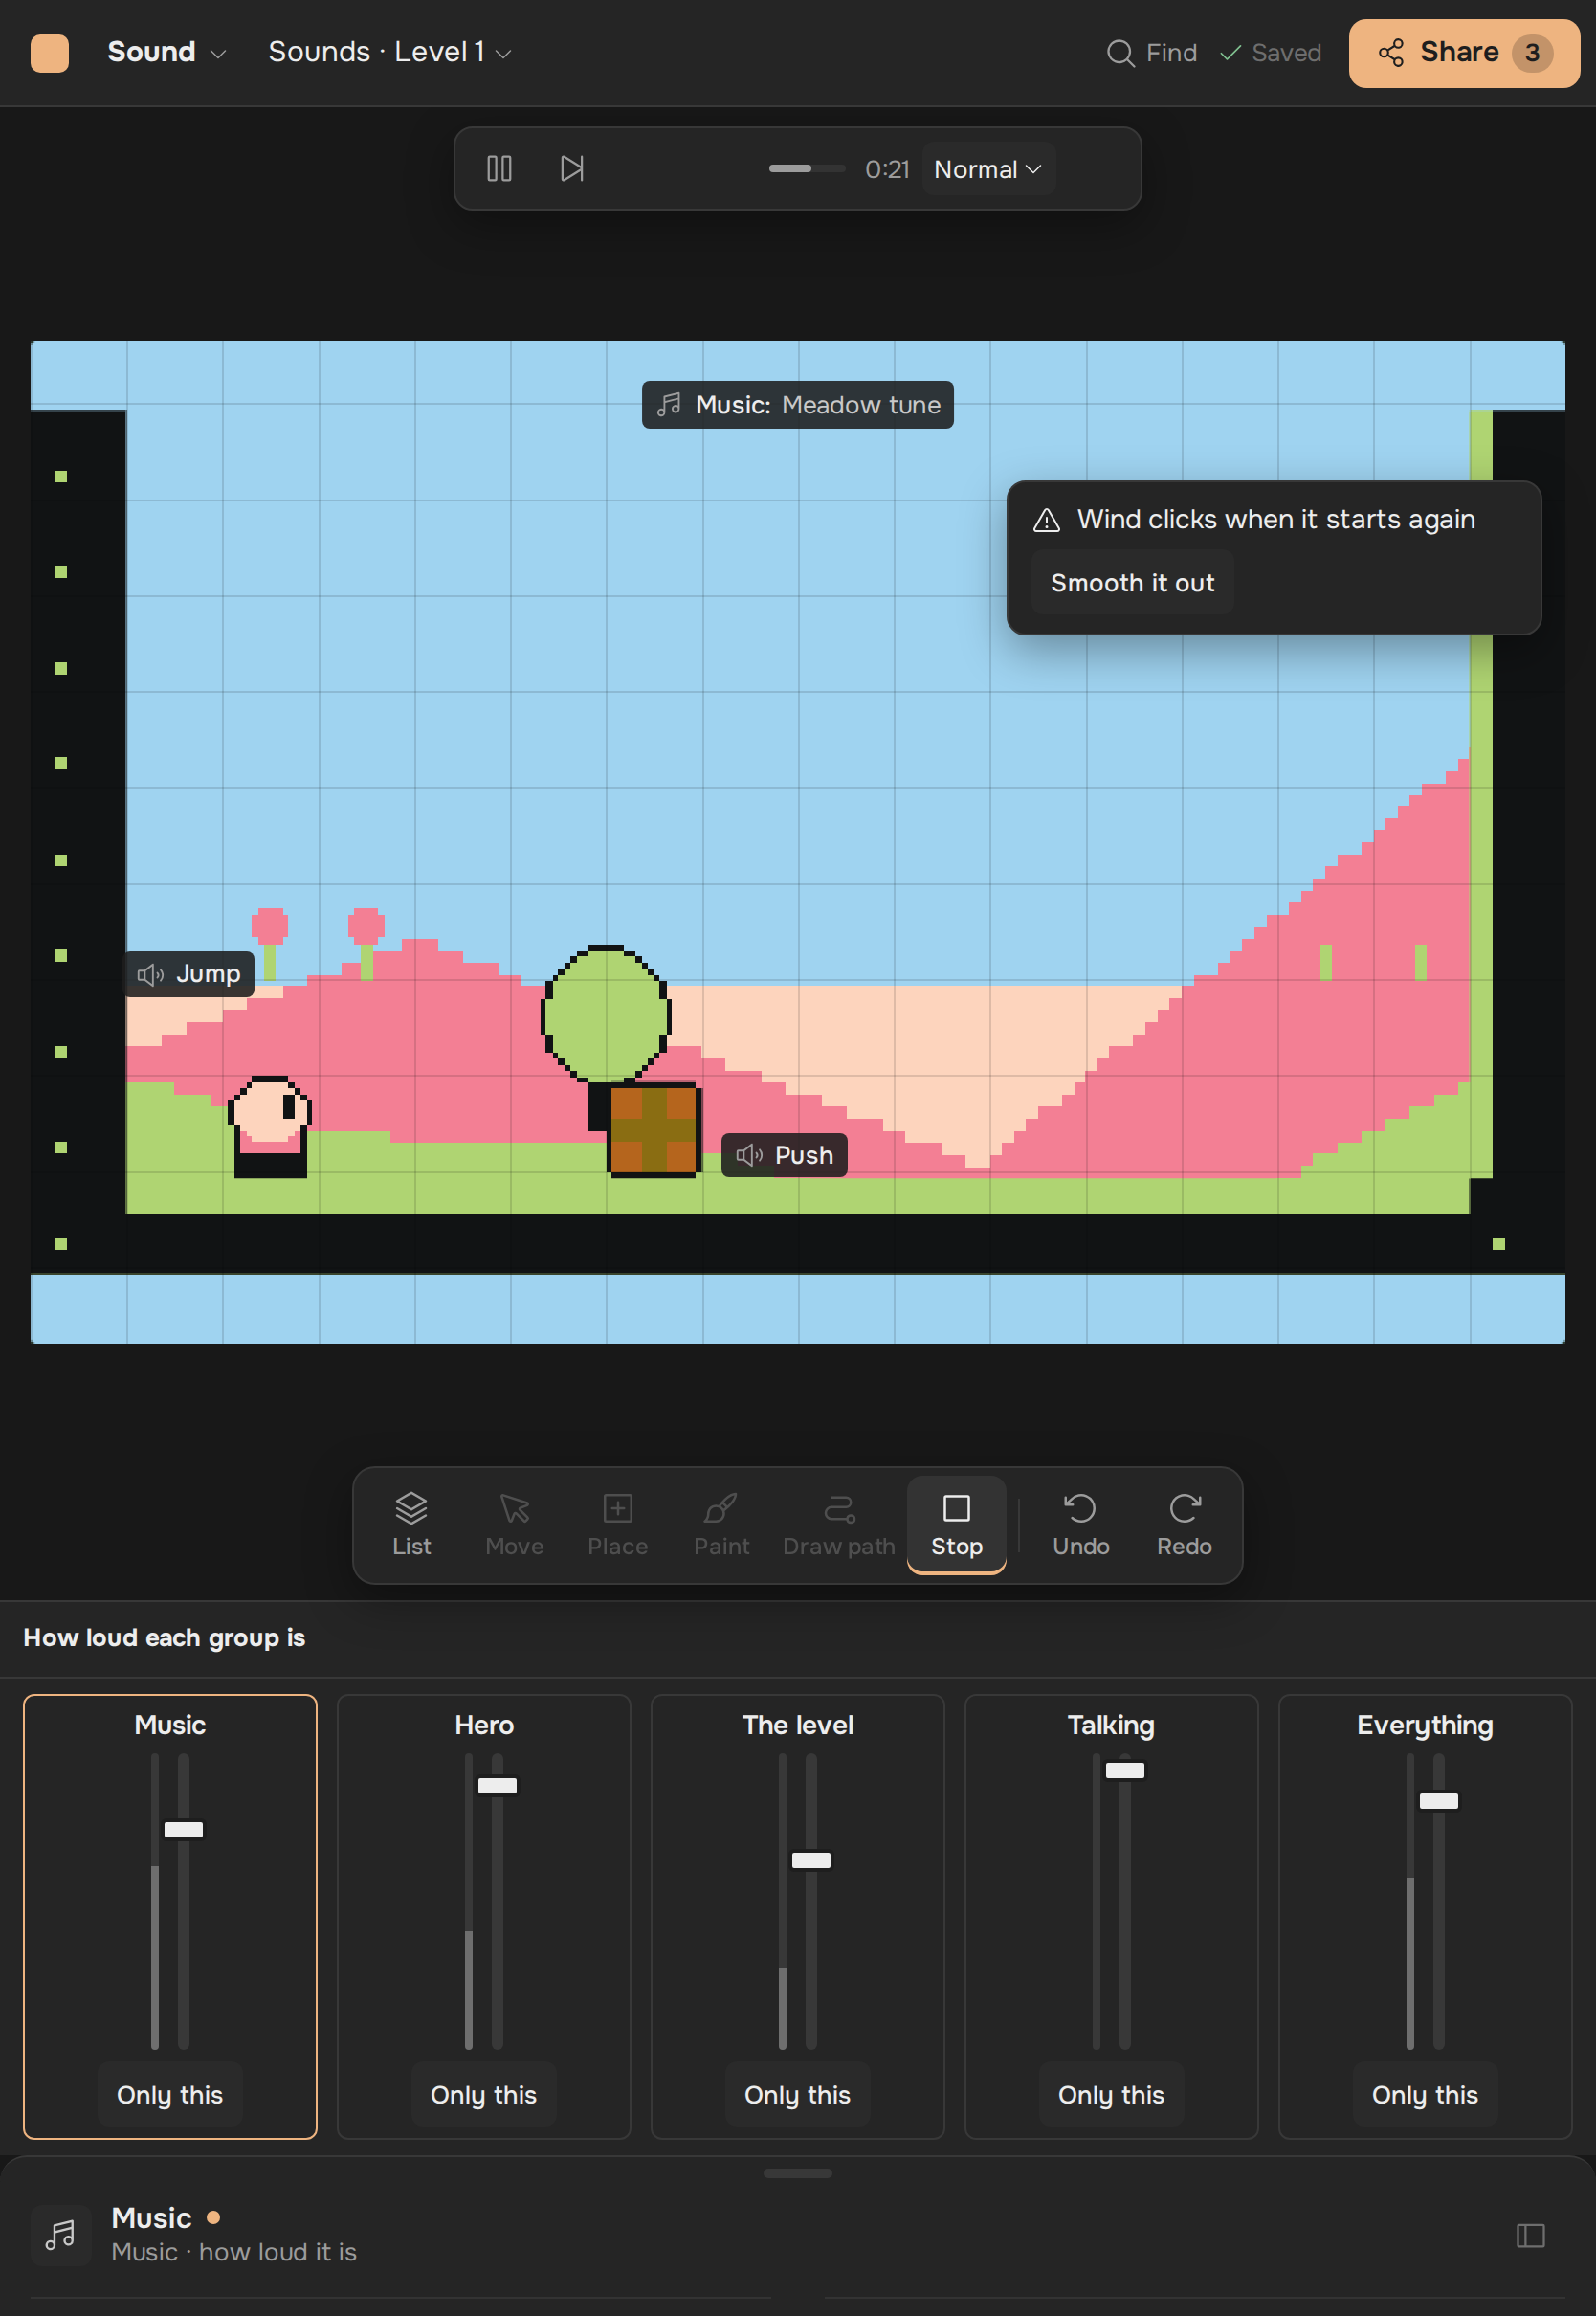 Sound
Sounds · Level 1
Find
Saved
Share 3
0:21
Normal
Music: Meadow tune
Wind clicks when it starts again
Smooth it out
Jump
Push
List
Move
Place
Paint
Draw path
Stop
Undo
Redo
How loud each group is
Music
Hero
The level
Talking
Everything
Only this
Only this
Only this
Only this
Only this
Music
Music · how loud it is